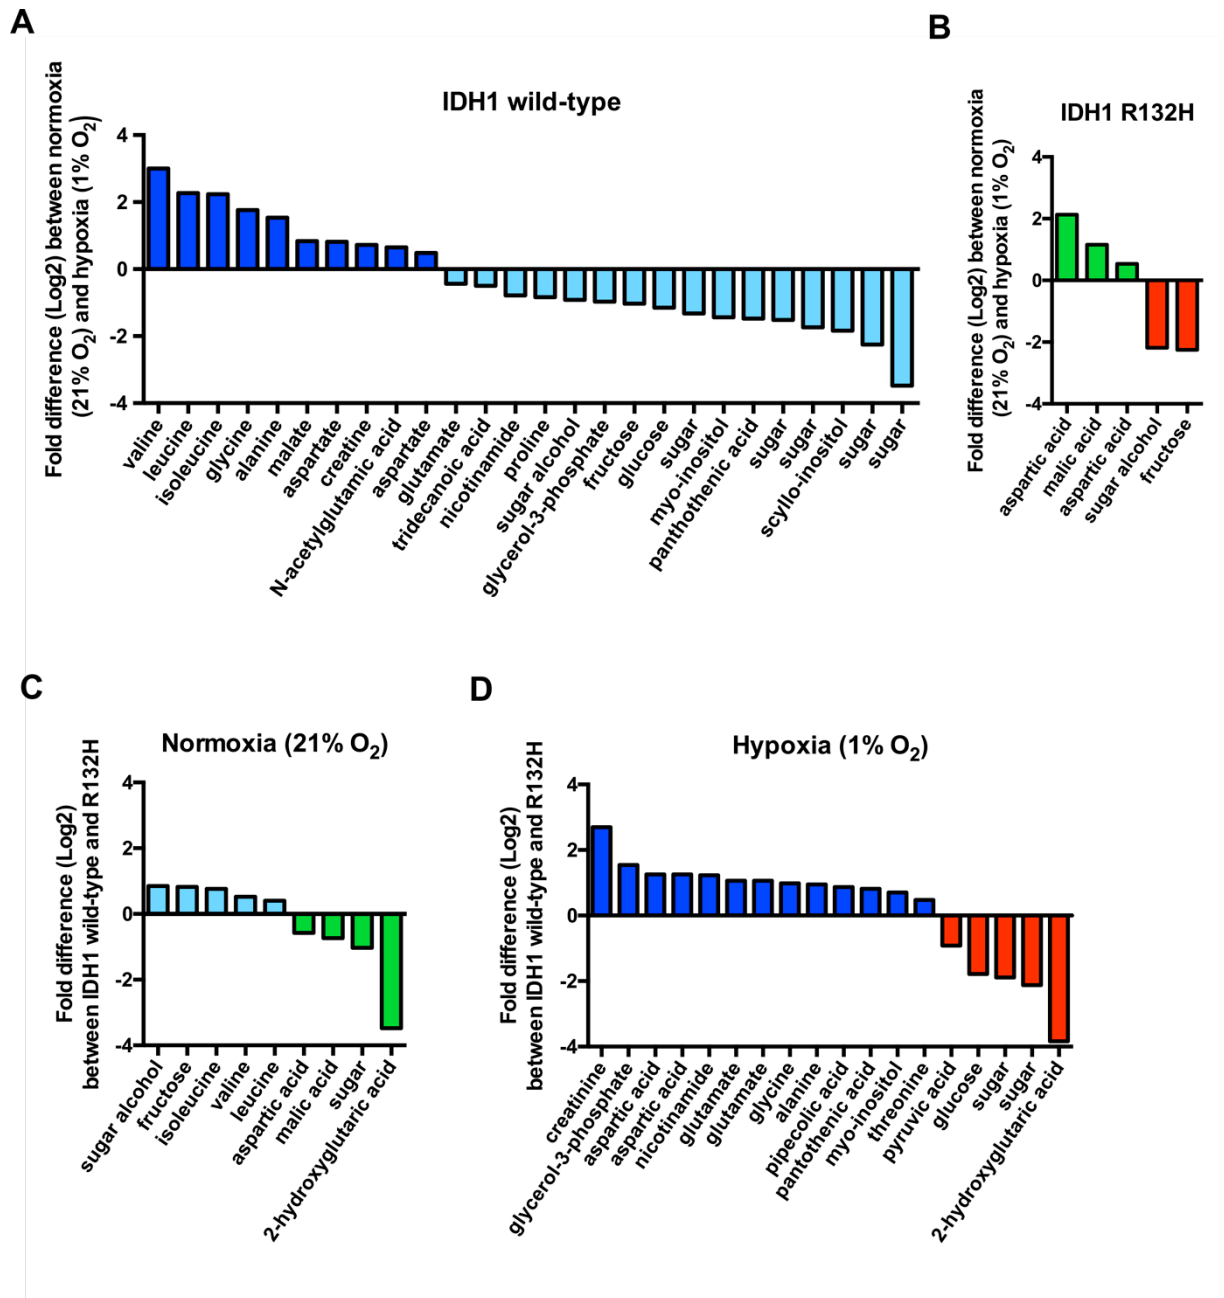 A
IDH1 wild-type
Fold difference (Log2) between normoxia
(21% O2) and hypoxia (1% O2)
4
2
0
-2
-4
valine
leucine
isoleucine
glycine
alanine
malate
aspartate
creatine
N-acetylglutamic acid
aspartate
glutamate
tridecanonic acid
nicotinamide
proline
sugar alcohol
glycerol-3-phosphate
fructose
glucose
sugar
myo-inositol
panthothenic acid
sugar
sugar
scyllo-inositol
sugar
sugar
B
IDH1 R132H
Fold difference (Log2) between normoxia
(21% O2) and hypoxia (1% O2)
4
2
0
-2
-4
aspartic acid
malic acid
aspartic acid
sugar alcohol
fructose
C
Normoxia (21% O2)
Fold difference (Log2)
between IDH1 wild-type and R132H
4
2
0
-2
-4
sugar alcohol
fructose
isoleucine
valine
leucine
aspartic acid
malic acid
sugar
2-hydroxyglutaric acid
D
Hypoxia (1% O2)
Fold difference (Log2)
between IDH1 wild-type and R132H
4
2
0
-2
-4
creatinine
glycerol-3-phosphate
aspartic acid
aspartic acid
nicotinamide
glutamate
glutamate
glycine
alanine
pipecolic acid
pantothenic acid
myo-inositol
threonine
pyruvic acid
glucose
sugar
sugar
2-hydroxyglutaric acid